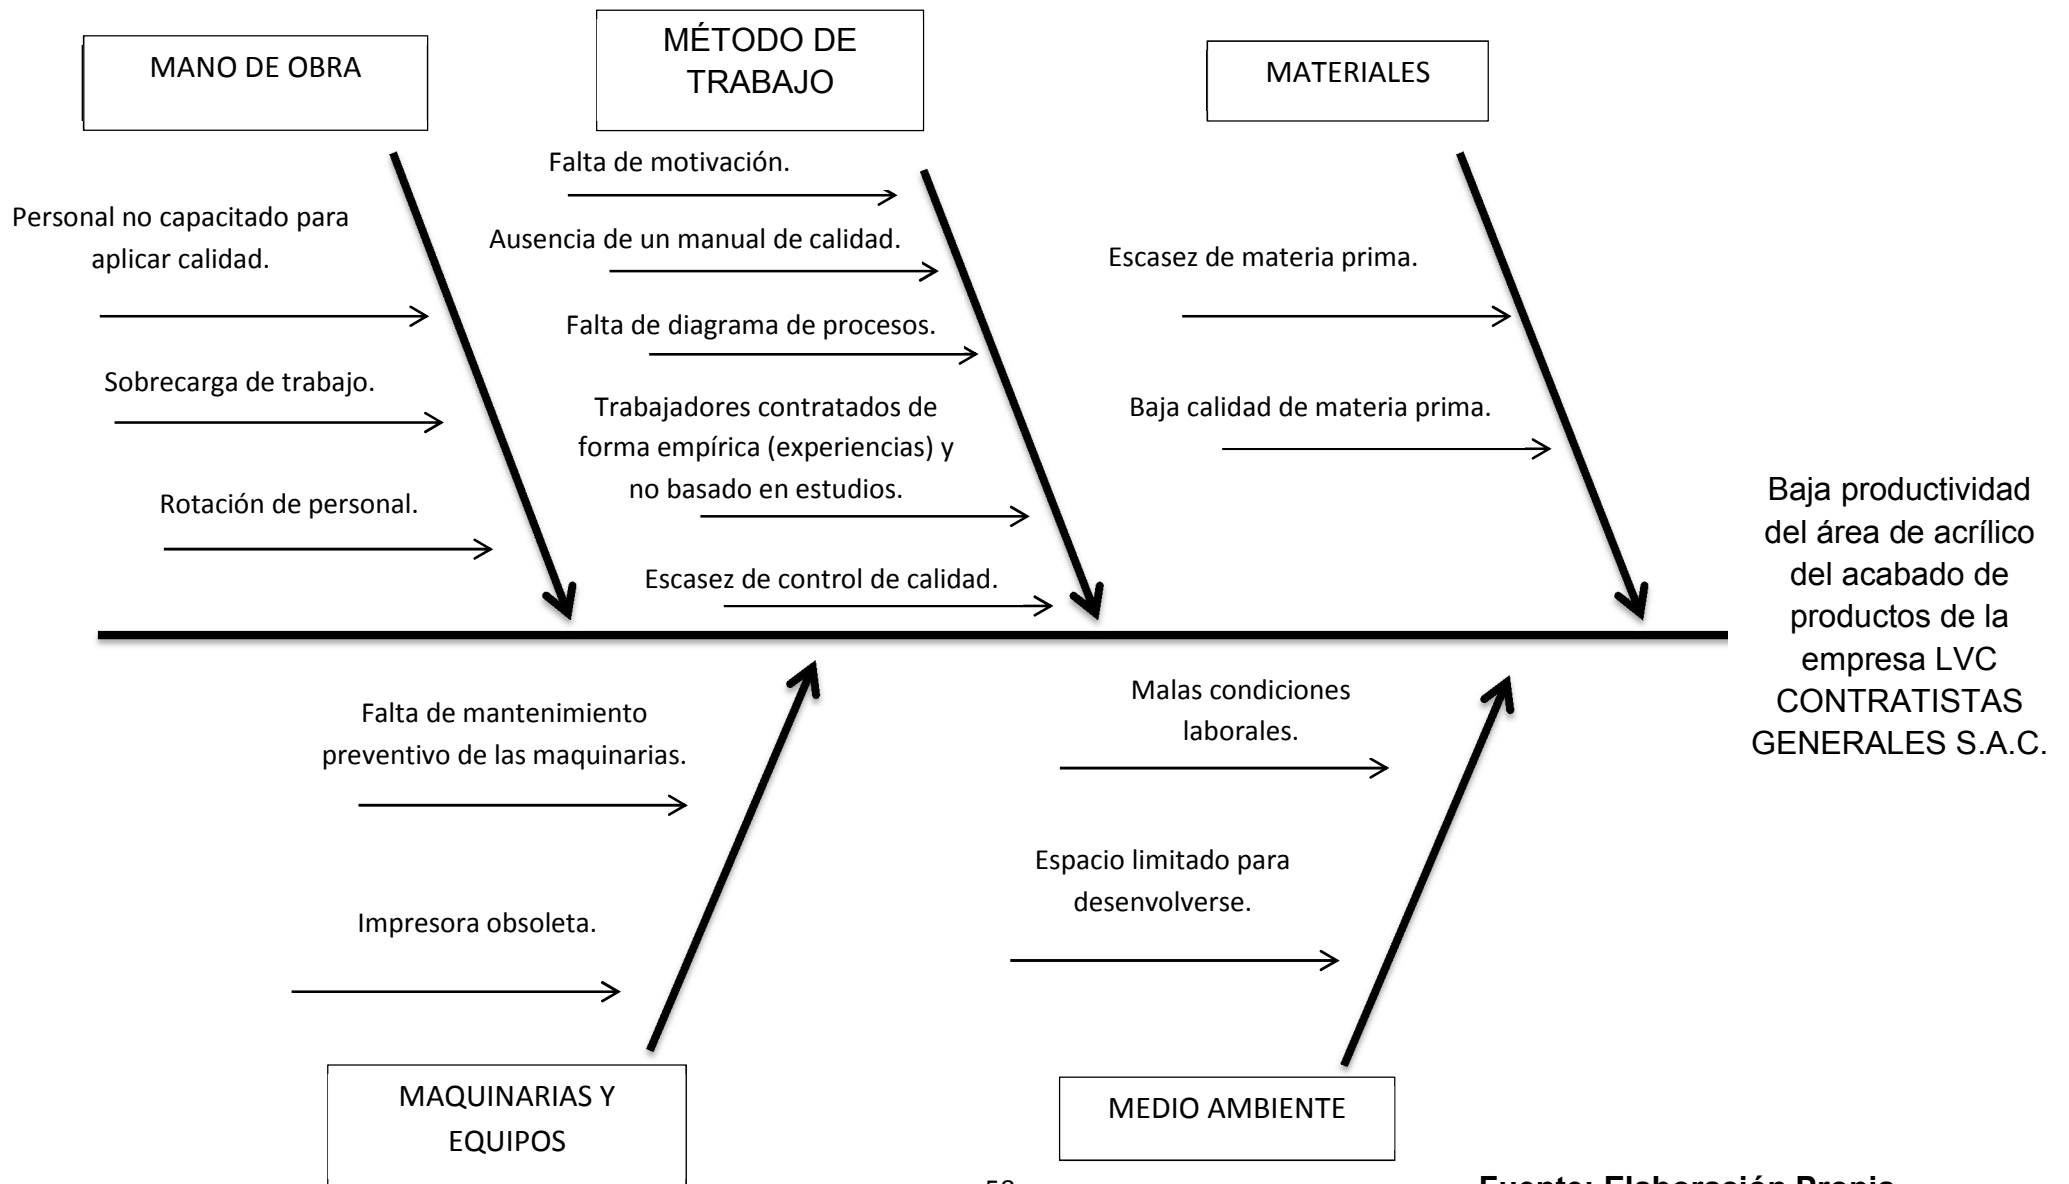 MANO DE OBRA
MÉTODO DE
TRABAJO
MATERIALES
Personal no capacitado para
aplicar calidad.
Sobrecarga de trabajo.
Rotación de personal.
Falta de motivación.
Ausencia de un manual de calidad.
Falta de diagrama de procesos.
Trabajadores contratados de
forma empírica (experiencias) y
no basado en estudios.
Escasez de control de calidad.
Escasez de materia prima.
Baja calidad de materia prima.
Baja productividad
del área de acrílico
del acabado de
productos de la
empresa LVC
CONTRATISTAS
GENERALES S.A.C.
Falta de mantenimiento
preventivo de las maquinarias.
Impresora obsoleta.
Malas condiciones
laborales.
Espacio limitado para
desenvolverse.
MAQUINARIAS Y
EQUIPOS
MEDIO AMBIENTE
Fuente: Elaboración Propia